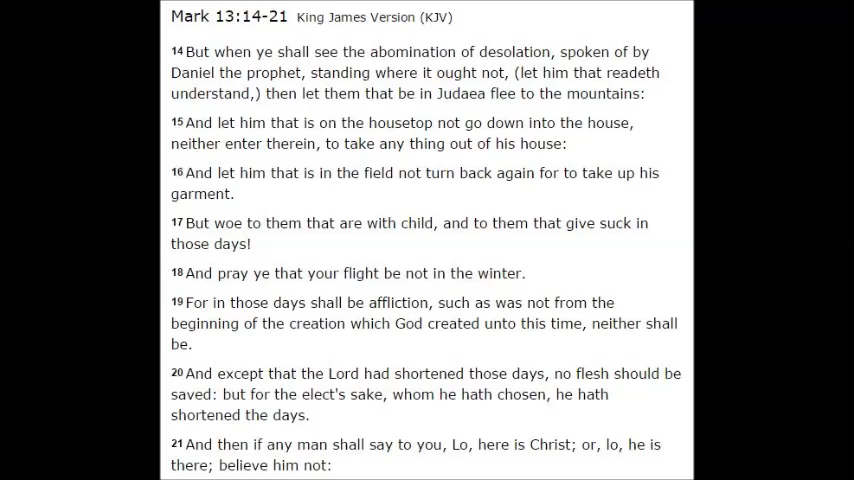 Mark 13:14-21 King James Version (KJV)
14 But when ye shall see the abomination of desolation, spoken of by
Daniel the prophet, standing where it ought not, (let him that readeth
understand,) then let them that be in Judaea flee to the mountains:
15 And let him that is on the housetop not go down into the house,
neither enter therein, to take any thing out of his house:
16 And let him that is in the field not turn back again for to take up his
garment.
17 But woe to them that are with child, and to them that give suck in
those days!
18 And pray ye that your flight be not in the winter.
19 For in those days shall be affliction, such as was not from the
beginning of the creation which God created unto this time, neither shall
be.
20 And except that the Lord had shortened those days, no flesh should be
saved: but for the elect's sake, whom he hath chosen, he hath
shortened the days.
21 And then if any man shall say to you, Lo, here is Christ; or, lo, he is
there; believe him not: